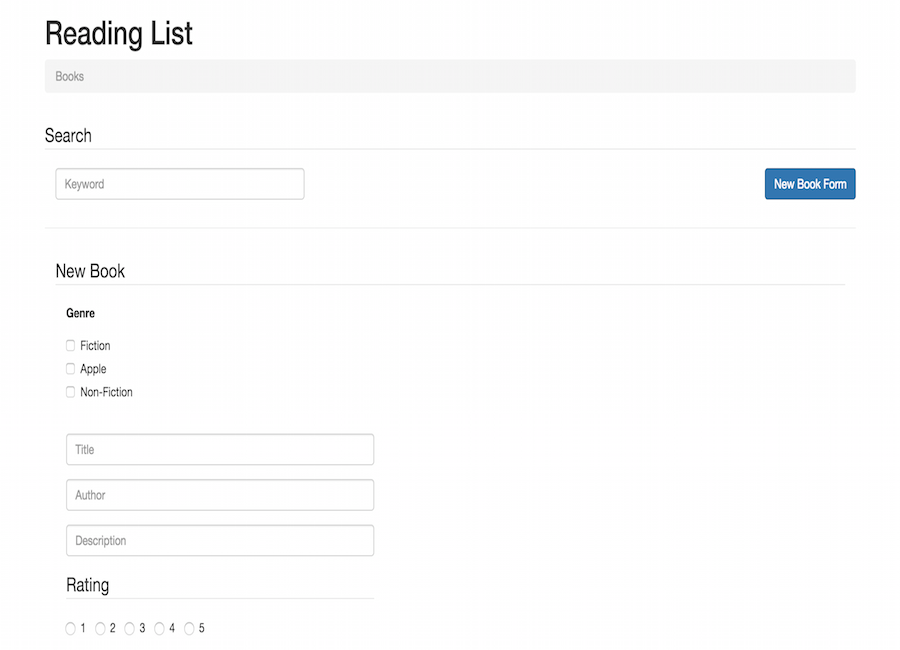 Reading List
Books
Search
Keyword
New Book Form
New Book
Genre
Fiction
Apple
Non-Fiction
Title
Author
Description
Rating
1 2 3 4 5